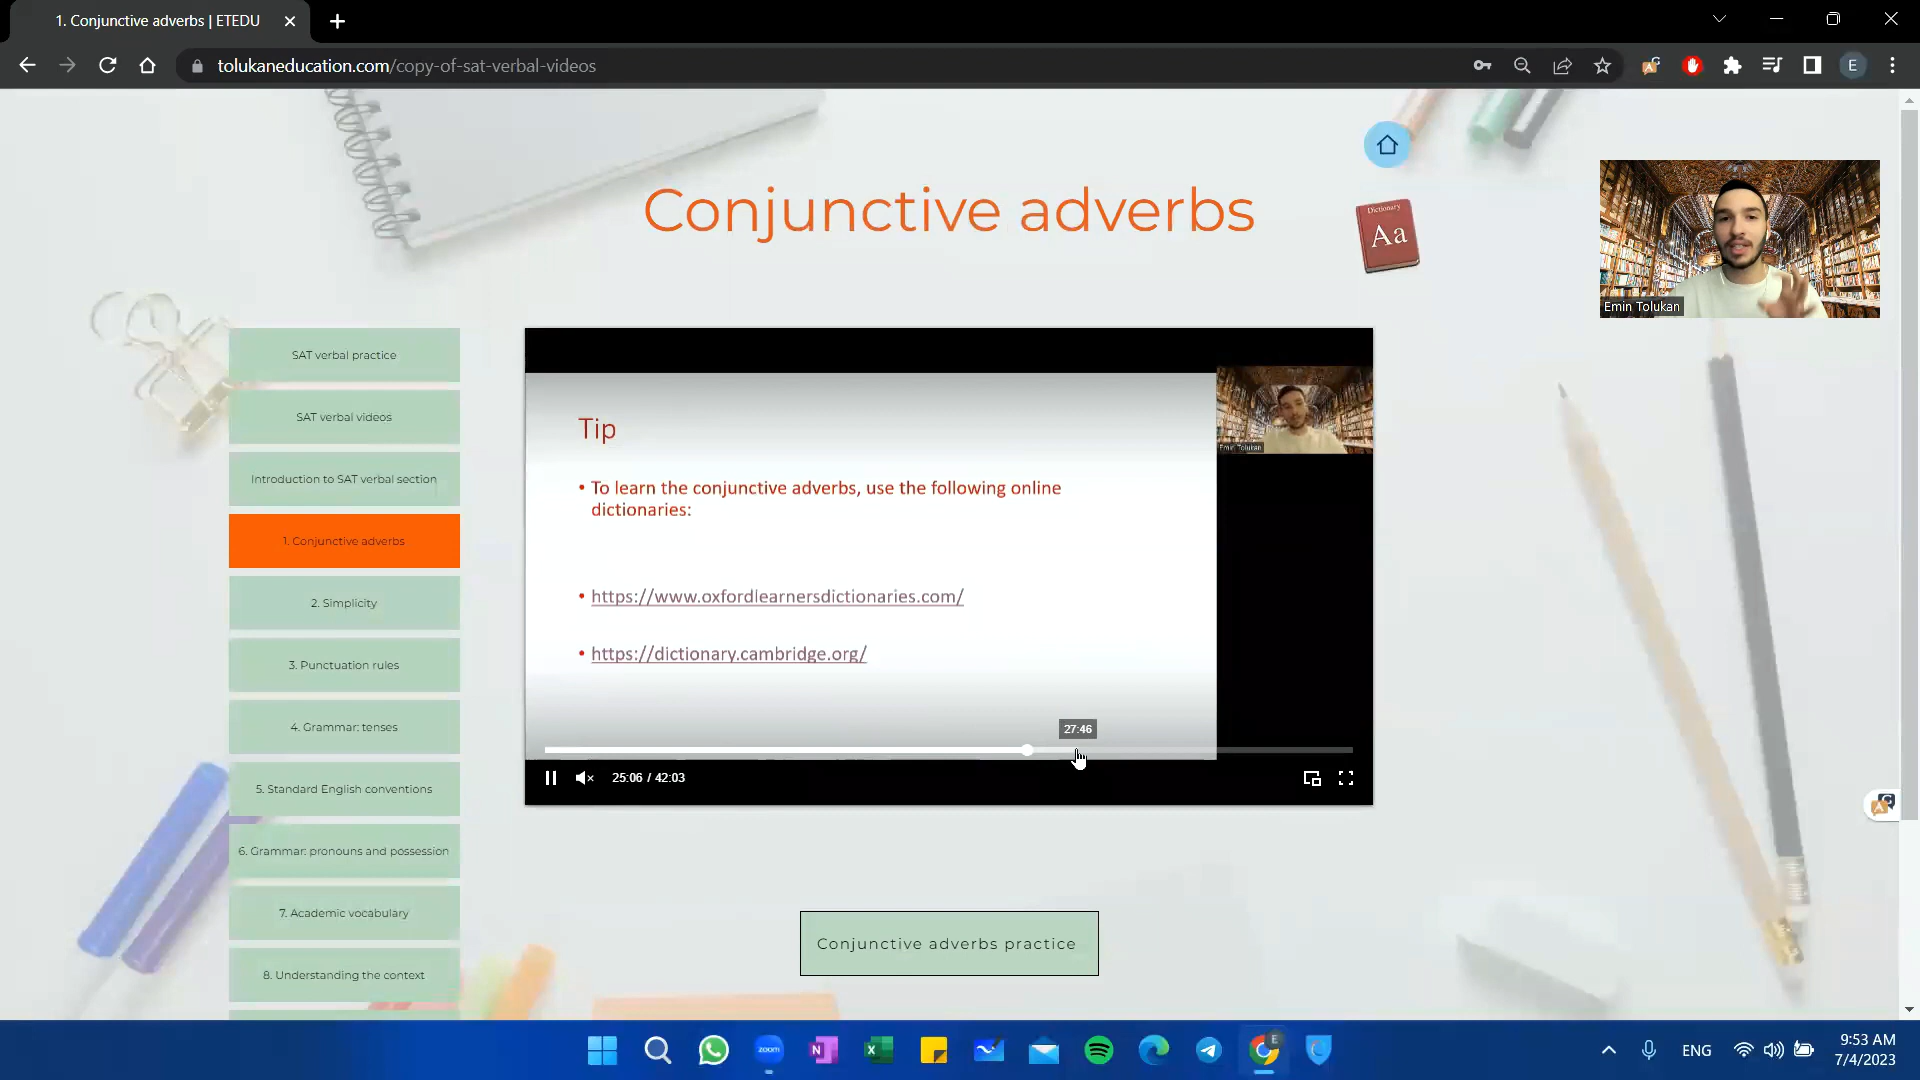 1. Conjunctive adverbs | ETEDU
tolukaneducation.com/copy-of-sat-verbal-videos
E
Conjunctive adverbs
Dictionary
Aa
Emin Tolukan
SAT verbal practice
SAT verbal videos
Introduction to SAT verbal section
1. Conjunctive adverbs
2. Simplicity
3. Punctuation rules
4. Grammar: tenses
5. Standard English conventions
6. Grammar: pronouns and possession
7. Academic vocabulary
8. Understanding the context
Tip
• To learn the conjunctive adverbs, use the following online
dictionaries:
• https://www.oxfordlearnersdictionaries.com/
• https://dictionary.cambridge.org/
Emin Tolukan
27:46
25:06 / 42:03
Conjunctive adverbs practice
zoom
N
E
ENG
9:53 AM
7/4/2023